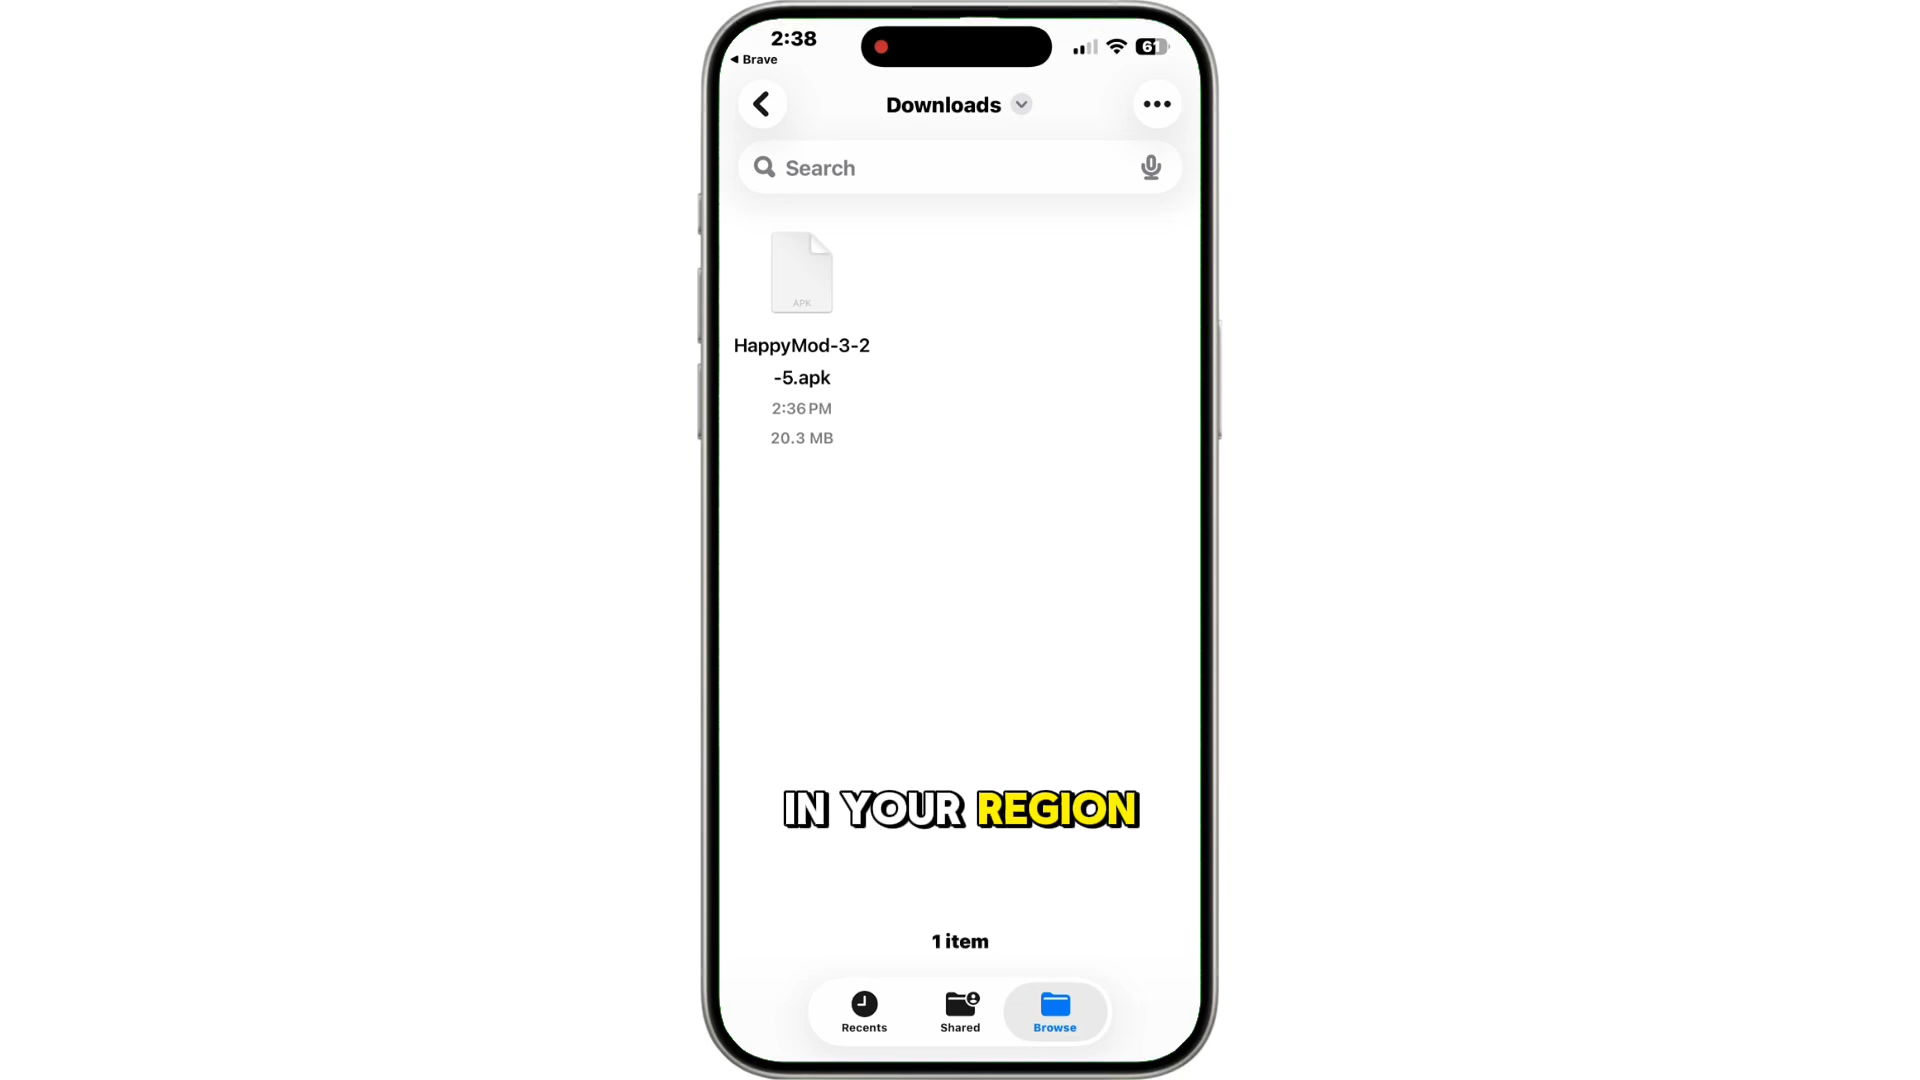 2:38
61
Brave
Downloads
Search
APK
HappyMod-3-2
-5.apk
2:36 PM
20.3 MB
IN YOUR REGION
1 item
Recents
Shared
Browse